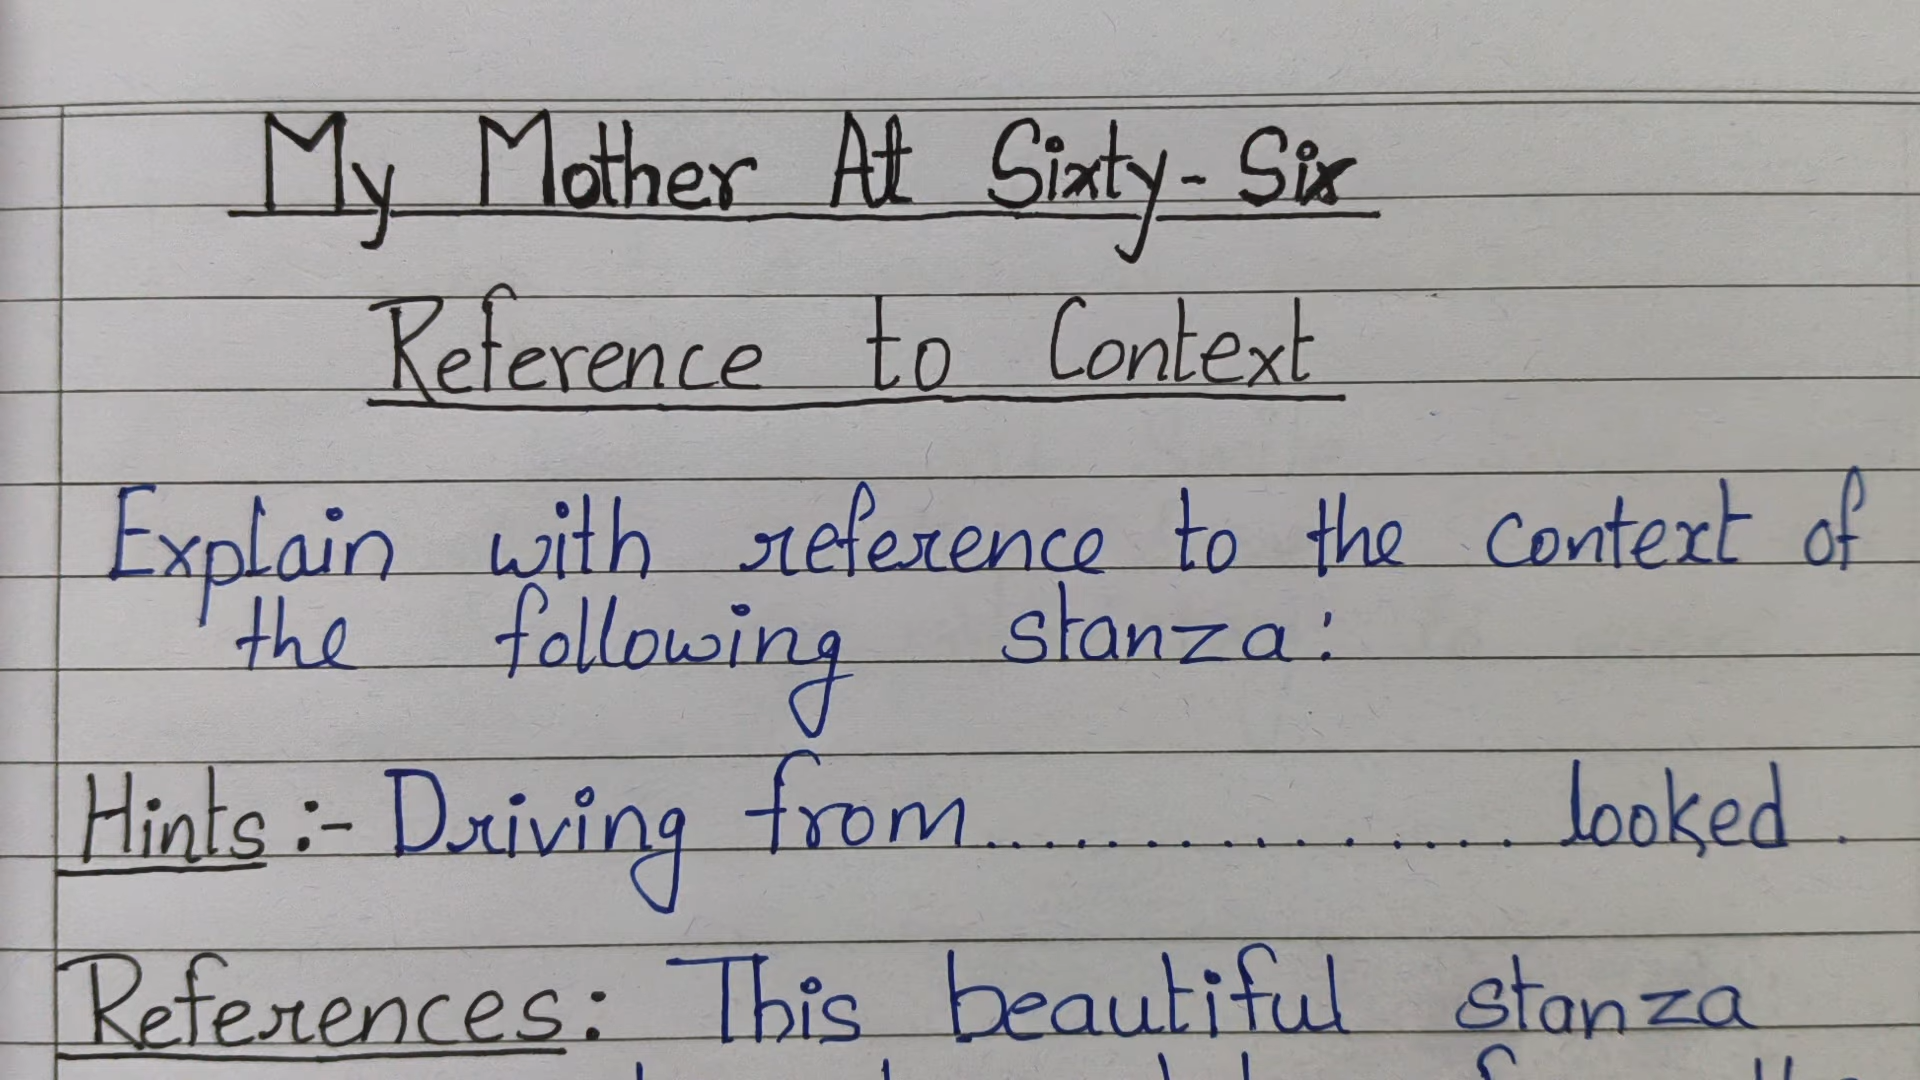 My Mother At Sixty-Six
Reference to Context
Explain with reference to the context of
the following stanza:
Hints :- Driving from................. looked .
References: This beautiful stanza